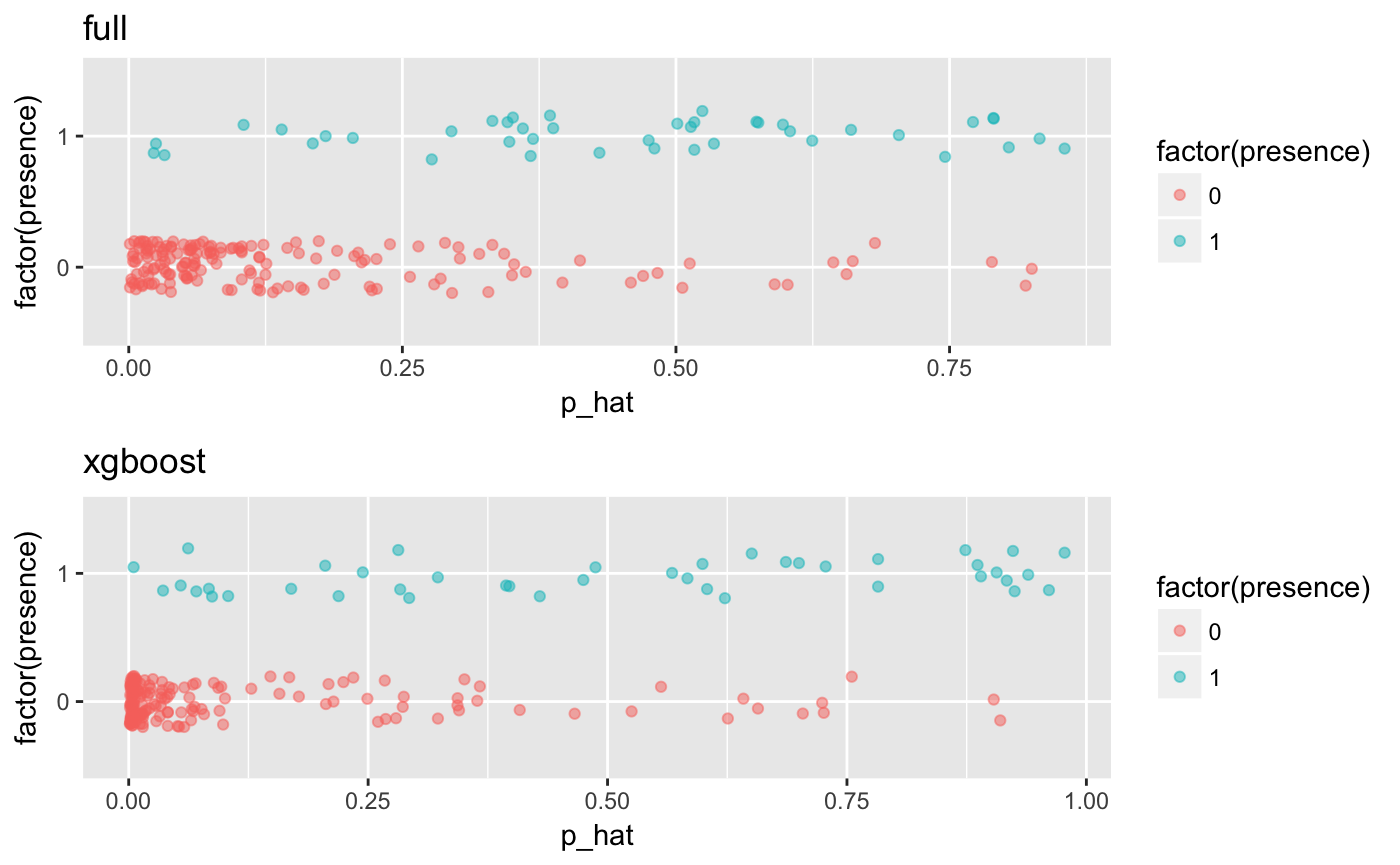 full
factor(presence)
1
0
0.00 0.25 0.50 0.75
p_hat
factor(presence)
0
1
xgboost
factor(presence)
1
0
0.00 0.25 0.50 0.75 1.00
p_hat
factor(presence)
0
1